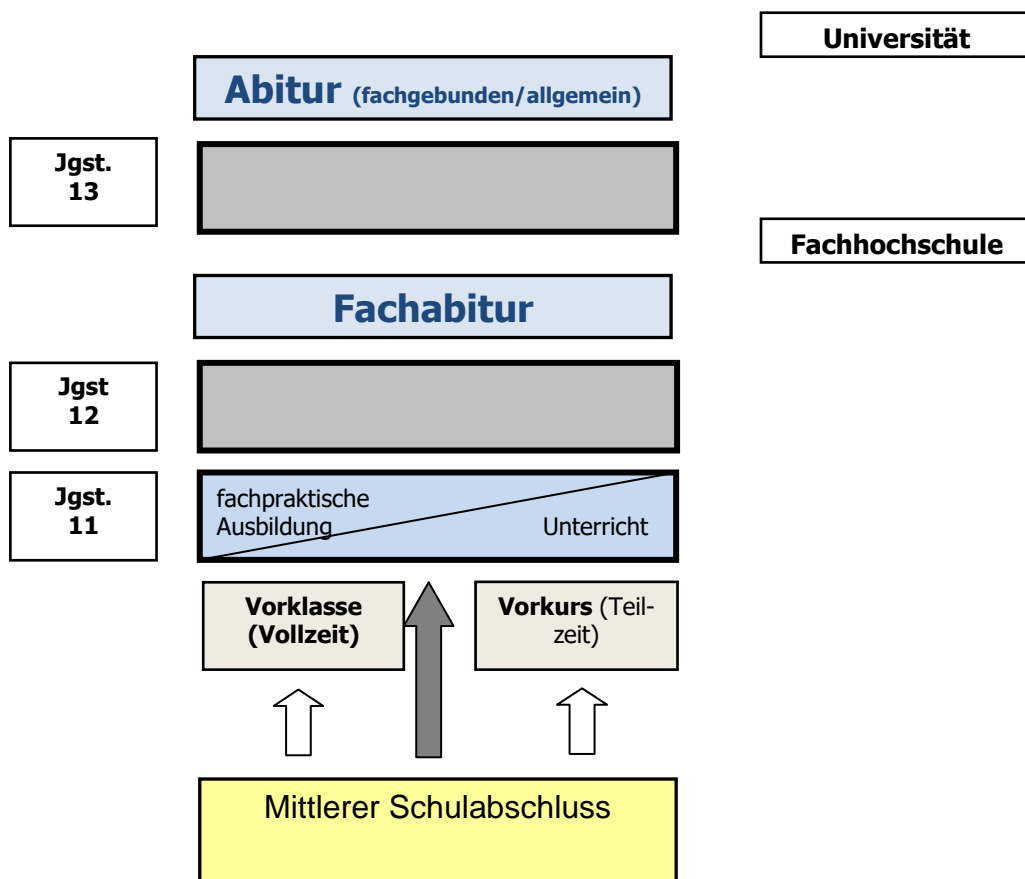 Universität
Abitur (fachgebunden/allgemein)
Jgst.
13
Fachhochschule
Fachabitur
Jgst
12
Jgst.
11
fachpraktische
Ausbildung
Unterricht
Vorklasse
(Vollzeit)
Vorkurs (Teil-
zeit)
Mittlerer Schulabschluss